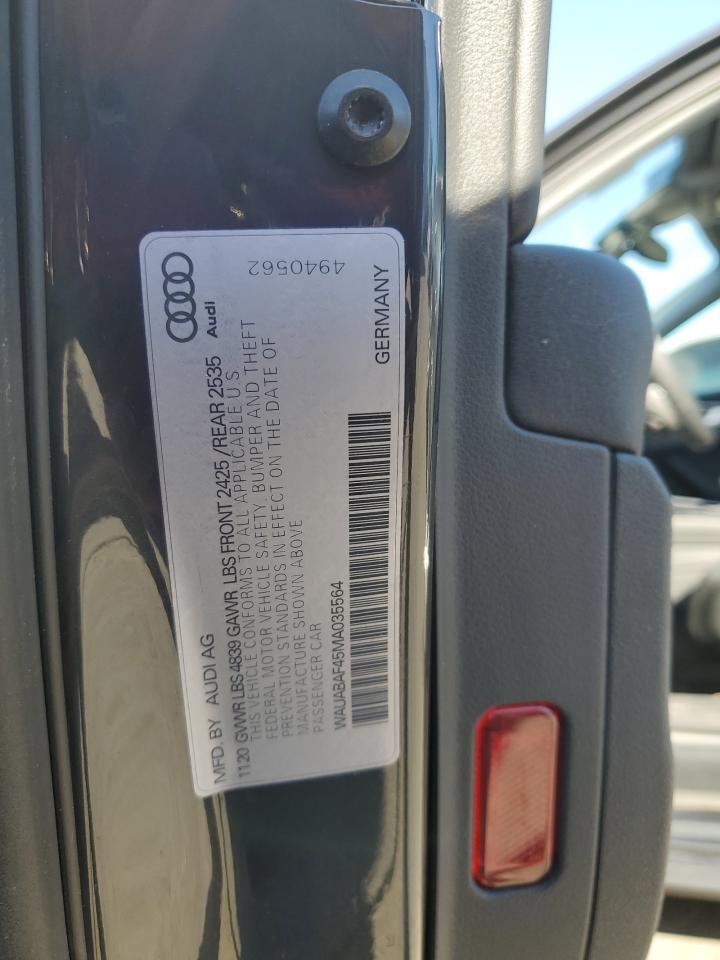 MFD. BY AUDI AG
Audi
1120 GVWR LBS 4839 GAWR LBS FRONT 2425 / REAR 2535
THIS VEHICLE CONFORMS TO ALL APPLICABLE U.S
FEDERAL MOTOR VEHICLE SAFETY, BUMPER AND THEFT
PREVENTION STANDARDS IN EFFECT ON THE DATE OF
MANUFACTURE SHOWN ABOVE
PASSENGER CAR
4940562
WAUABAF45MA035564
GERMANY